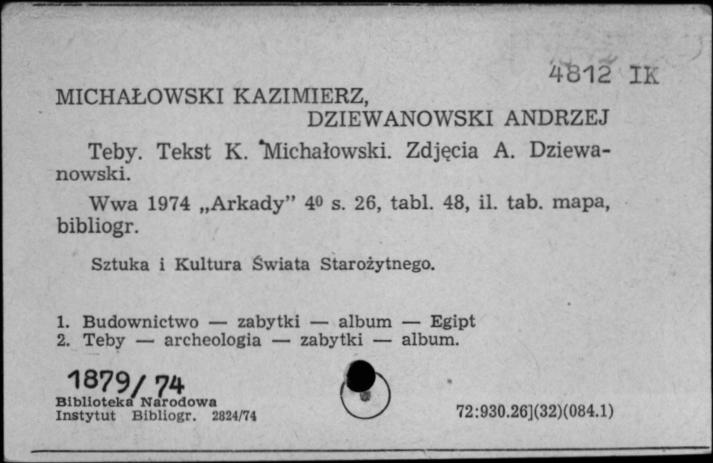 4812 IK
MICHAŁOWSKI KAZIMIERZ,
DZIEWANOWSKI ANDRZEJ
Teby. Tekst K. Michałowski. Zdjęcia A. Dziewa-
nowski.
Wwa 1974 „Arkady” 4⁰ s. 26, tabl. 48, il. tab. mapa,
bibliogr.
Sztuka i Kultura Świata Starożytnego.
1. Budownictwo — zabytki — album — Egipt
2. Teby — archeologia — zabytki — album.
1879/74
Biblioteka Narodowa
Instytut Bibliogr. 2824/74
72:930.26](32)(084.1)